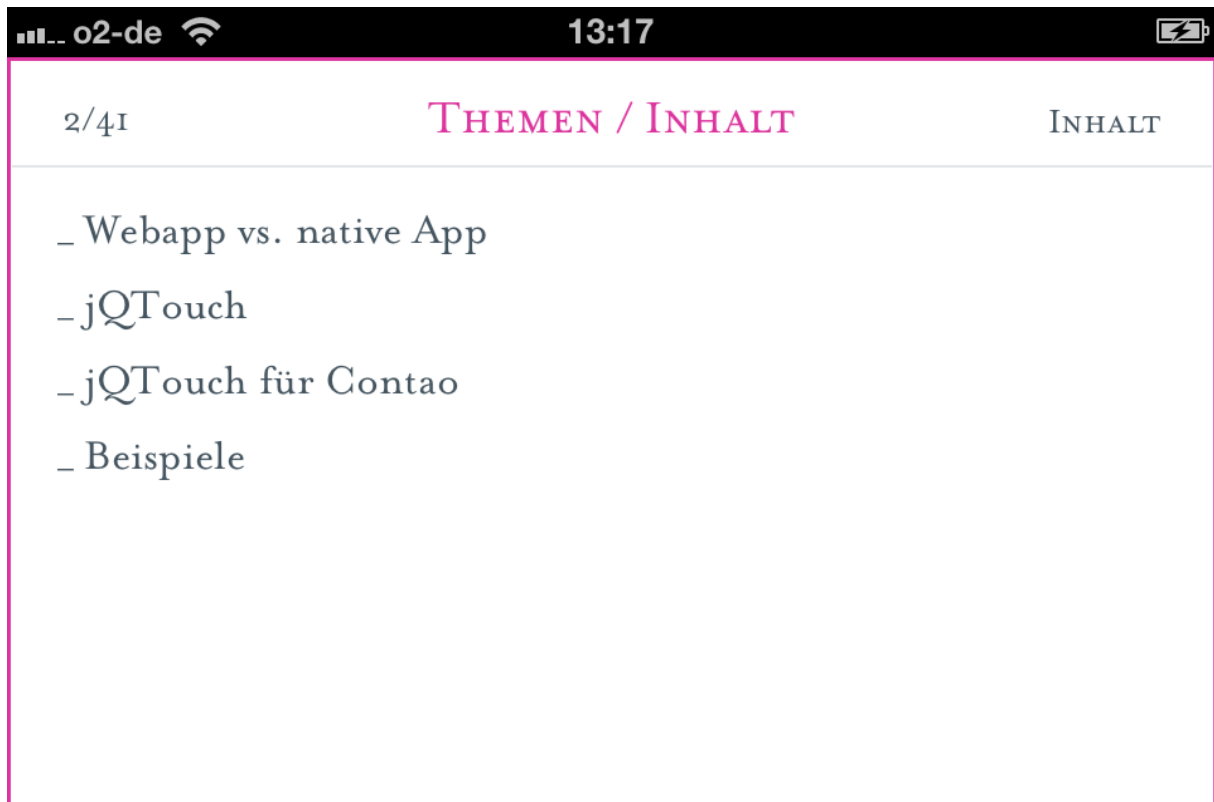 o2-de 13:17
2/41 Themen / Inhalt Inhalt
_ Webapp vs. native App
_ jQTouch
_ jQTouch für Contao
_ Beispiele